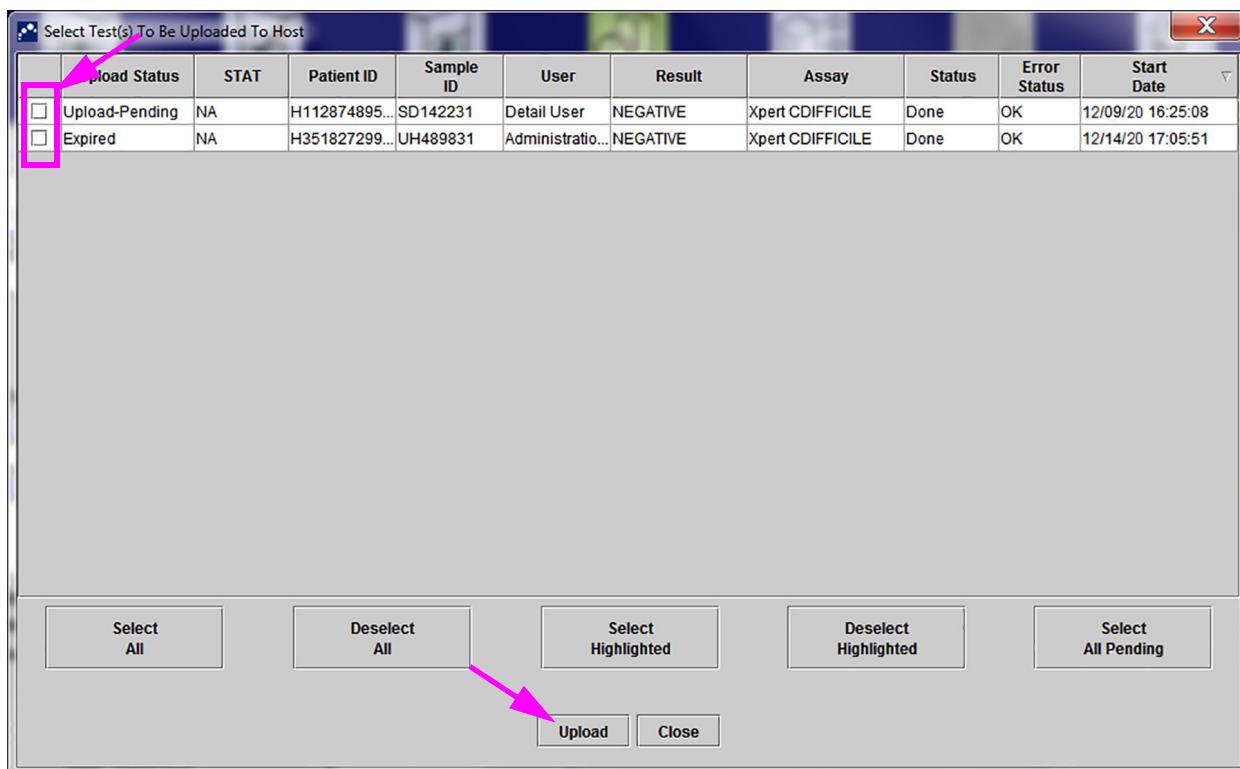 Select Test(s) To Be Uploaded To Host
Upload Status STAT Patient ID Sample ID User Result Assay Status Error Status Start Date
Upload-Pending NA H112874895... SD142231 Detail User NEGATIVE Xpert CDIFFICILE Done OK 12/09/20 16:25:08
Expired NA H351827299... UH489831 Administratio... NEGATIVE Xpert CDIFFICILE Done OK 12/14/20 17:05:51
Select All Deselect All Select Highlighted Deselect Highlighted Select All Pending
Upload Close